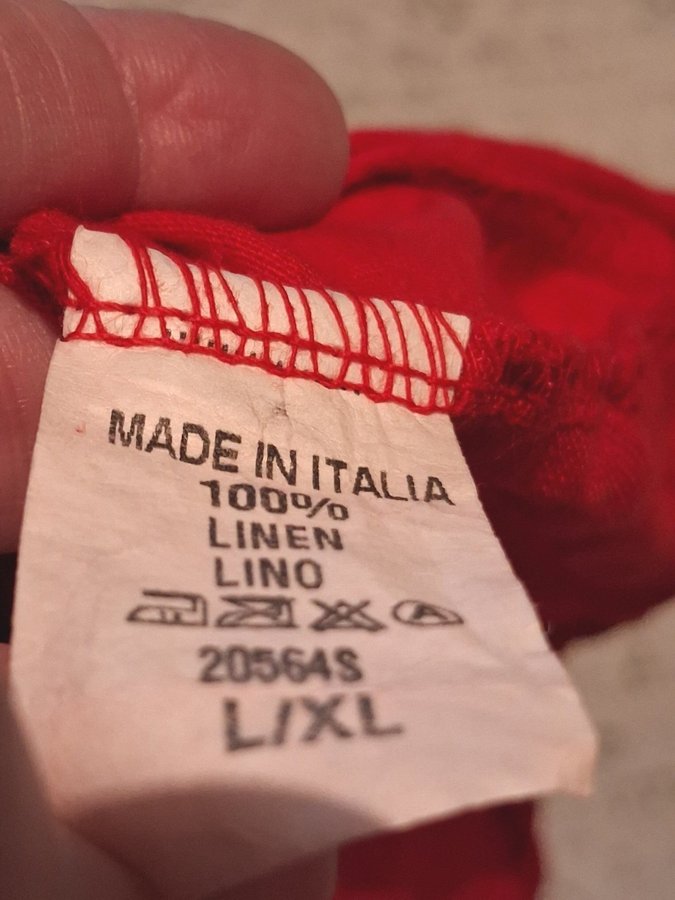 MADE IN ITALIA
100%
LINEN
LINO
20564S
L/XL